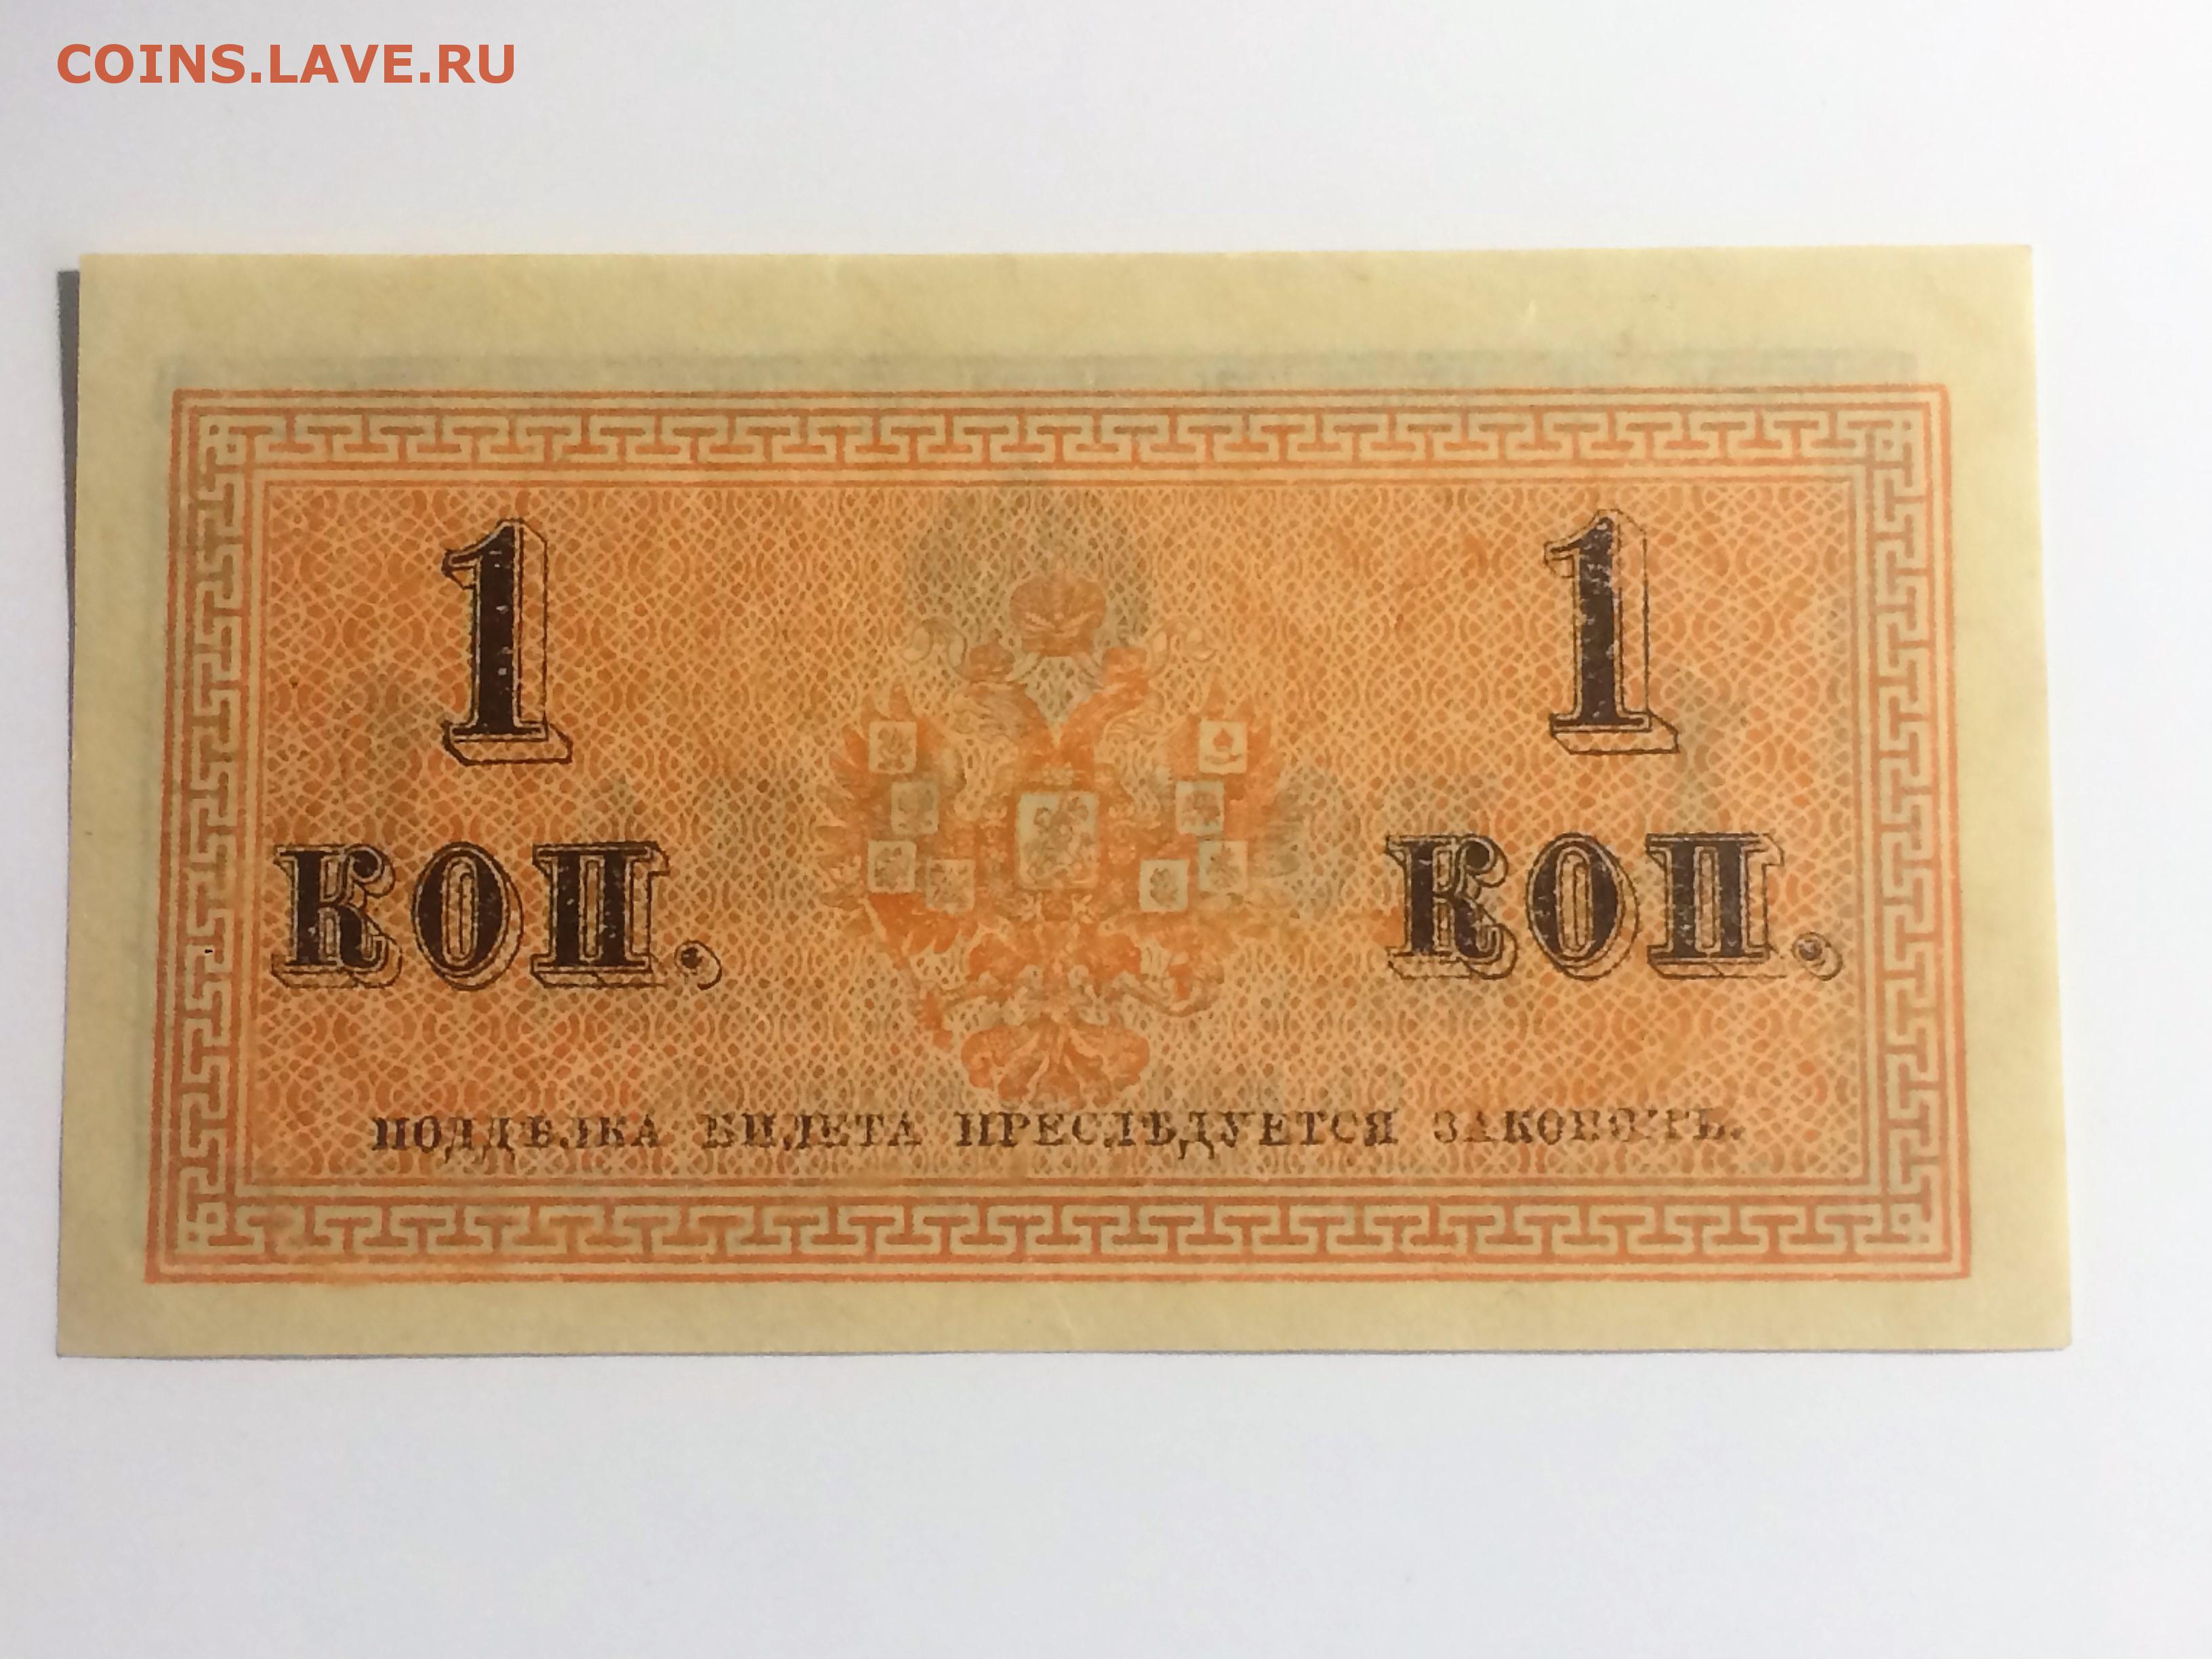 COINS.LAVE.RU
1 1
КОП. КОП.
ПОДДѢЛКА БИЛЕТА ПРЕСЛѢДУЕТСЯ ЗАКОНОМЪ.